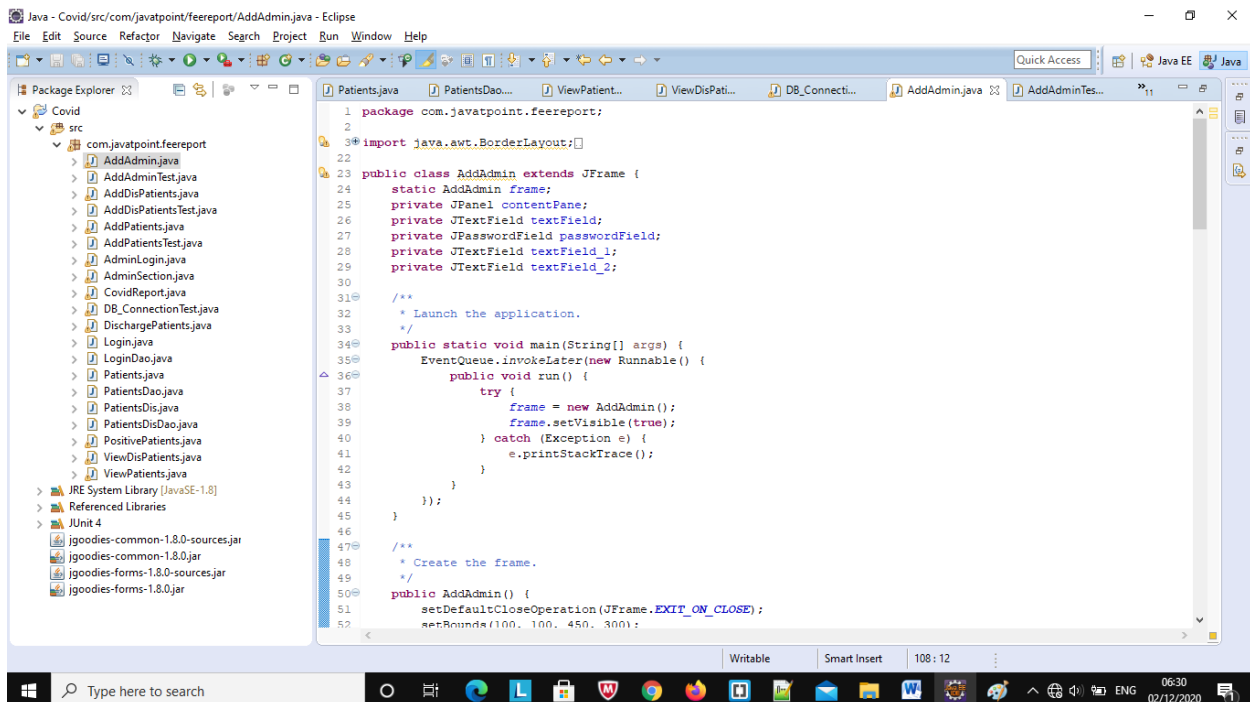 Java - Covid/src/com/javatpoint/feereport/AddAdmin.java - Eclipse
File Edit Source Refactor Navigate Search Project Run Window Help
Quick Access Java EE Java
Package Explorer
Patients.java PatientsDao.... ViewPatient... ViewDisPati... DB_Connecti... AddAdmin.java AddAdminTes... »11
Covid
src
com.javatpoint.feereport
AddAdmin.java
AddAdminTest.java
AddDisPatients.java
AddDisPatientsTest.java
AddPatients.java
AddPatientsTest.java
AdminLogin.java
AdminSection.java
CovidReport.java
DB_ConnectionTest.java
DischargePatients.java
Login.java
LoginDao.java
Patients.java
PatientsDao.java
PatientsDis.java
PatientsDisDao.java
PositivePatients.java
ViewDisPatients.java
ViewPatients.java
JRE System Library [JavaSE-1.8]
Referenced Libraries
JUnit 4
jgoodies-common-1.8.0-sources.jar
jgoodies-common-1.8.0.jar
jgoodies-forms-1.8.0-sources.jar
jgoodies-forms-1.8.0.jar
1 package com.javatpoint.feereport;
2
3 import java.awt.BorderLayout;
22
23 public class AddAdmin extends JFrame {
24 static AddAdmin frame;
25 private JPanel contentPane;
26 private JTextField textField;
27 private JPasswordField passwordField;
28 private JTextField textField_1;
29 private JTextField textField_2;
30
31 /**
32 * Launch the application.
33 */
34 public static void main(String[] args) {
35 EventQueue.invokeLater(new Runnable() {
36 public void run() {
37 try {
38 frame = new AddAdmin();
39 frame.setVisible(true);
40 } catch (Exception e) {
41 e.printStackTrace();
42 }
43 }
44 });
45 }
46
47 /**
48 * Create the frame.
49 */
50 public AddAdmin() {
51 setDefaultCloseOperation(JFrame.EXIT_ON_CLOSE);
52 setBounds(100, 100, 450, 300);
Writable Smart Insert 108 : 12
Type here to search
ENG
06:30
02/12/2020